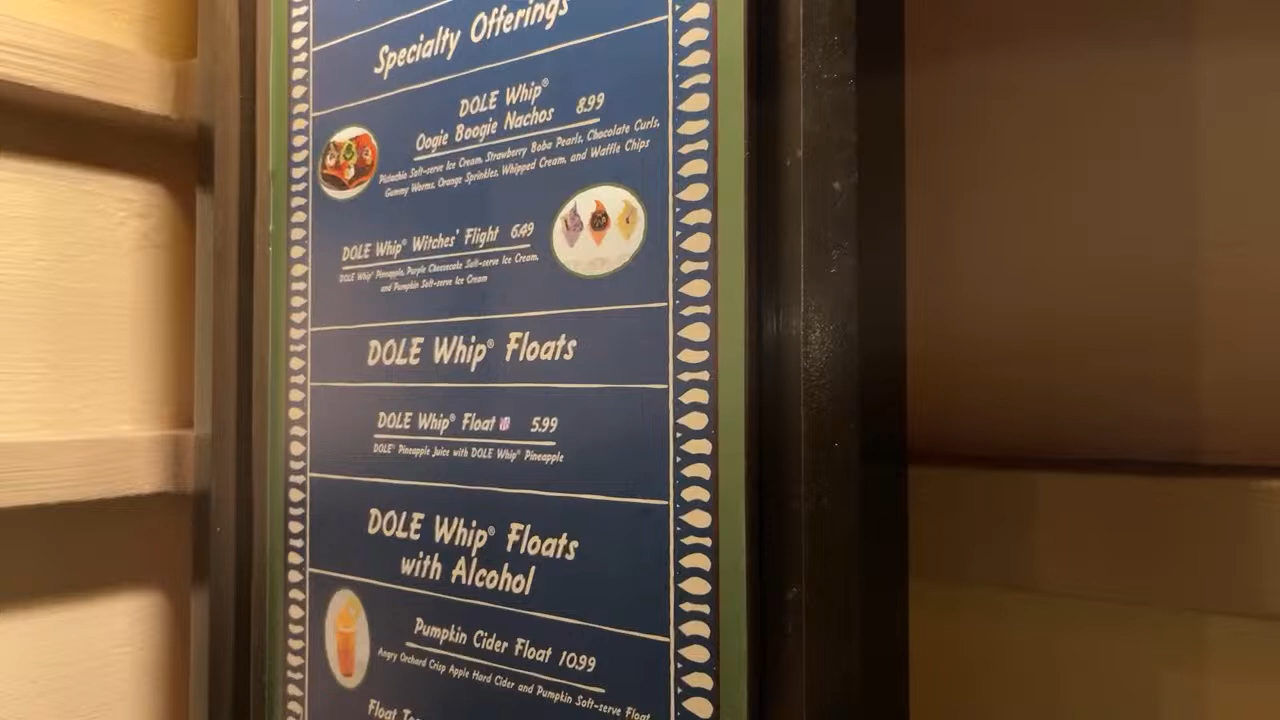 Specialty Offerings
DOLE Whip®
Oogie Boogie Nachos 8.99
Pistachio Soft-serve Ice Cream, Strawberry Boba Pearls, Chocolate Curls,
Gummy Worms, Orange Sprinkles, Whipped Cream, and Waffle Chips
DOLE Whip® Witches' Flight 6.49
DOLE Whip® Pineapple, Purple Cheesecake Soft-serve Ice Cream,
and Pumpkin Soft-serve Ice Cream
DOLE Whip® Floats
DOLE Whip® Float 5.99
DOLE® Pineapple Juice with DOLE Whip® Pineapple
DOLE Whip® Floats
with Alcohol
Pumpkin Cider Float 10.99
Angry Orchard Crisp Apple Hard Cider and Pumpkin Soft-serve Float
Float